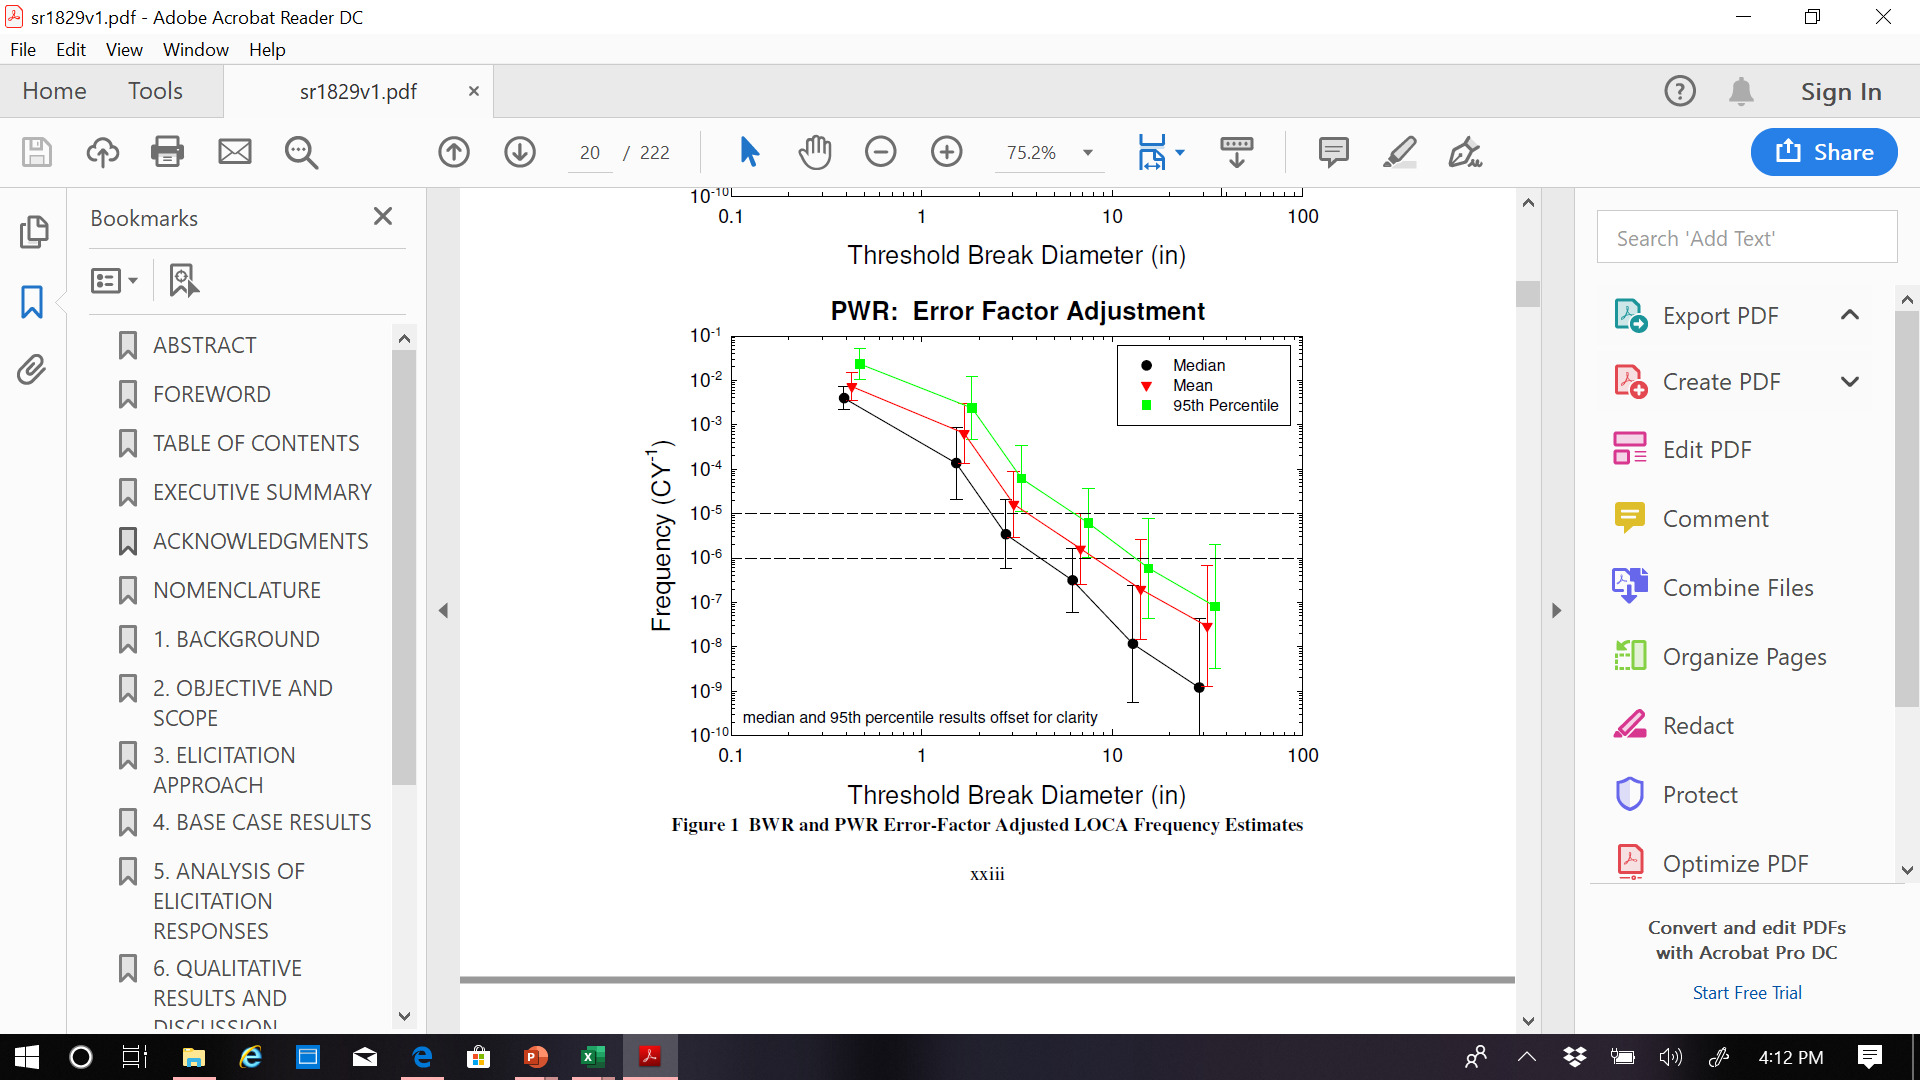 sr1829v1.pdf - Adobe Acrobat Reader DC
File Edit View Window Help
Home Tools sr1829v1.pdf × Sign In
20 / 222 75.2% Share
Bookmarks
ABSTRACT
FOREWORD
TABLE OF CONTENTS
EXECUTIVE SUMMARY
ACKNOWLEDGMENTS
NOMENCLATURE
1. BACKGROUND
2. OBJECTIVE AND
SCOPE
3. ELICITATION
APPROACH
4. BASE CASE RESULTS
5. ANALYSIS OF
ELICITATION
RESPONSES
6. QUALITATIVE
RESULTS AND
DISCUSSION
10-10
0.1 1 10 100
Threshold Break Diameter (in)
PWR: Error Factor Adjustment
10-1
10-2
10-3
10-4
10-5
10-6
10-7
10-8
10-9
10-10
Frequency (CY-1)
Median
Mean
95th Percentile
median and 95th percentile results offset for clarity
0.1 1 10 100
Threshold Break Diameter (in)
Figure 1 BWR and PWR Error-Factor Adjusted LOCA Frequency Estimates
xxiii
Search 'Add Text'
Export PDF
Create PDF
Edit PDF
Comment
Combine Files
Organize Pages
Redact
Protect
Optimize PDF
Convert and edit PDFs
with Acrobat Pro DC
Start Free Trial
4:12 PM